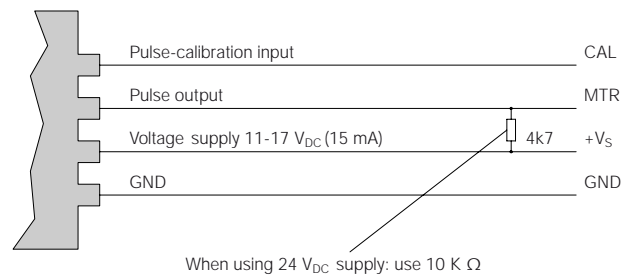 Pulse-calibration input CAL
Pulse output MTR
Voltage supply 11-17 V_DC (15 mA) 4k7 +V_S
GND GND
When using 24 V_DC supply: use 10 K Ω